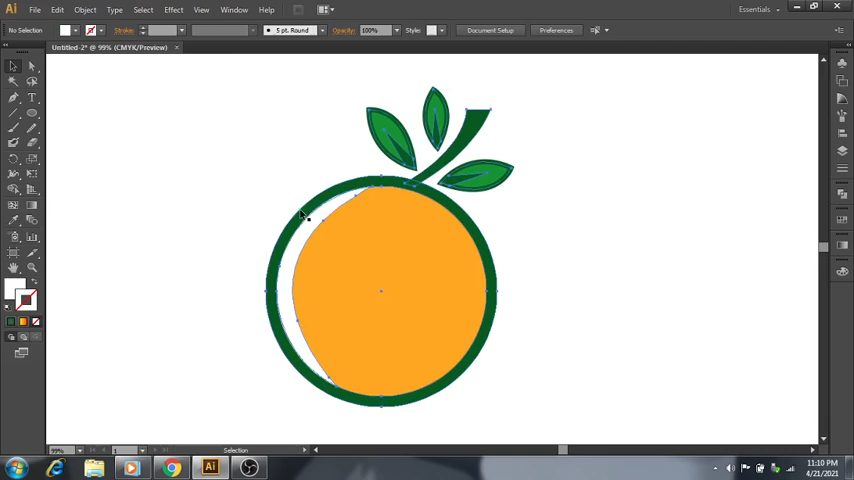 Ai File Edit Object Type Select Effect View Window Help Essentials
No Selection Stroke: 5 pt. Round Opacity: 100% Style: Document Setup Preferences
Untitled-2* @ 99% (CMYK/Preview) ×
T
99% 1 Selection
Ai 11:10 PM
4/21/2021